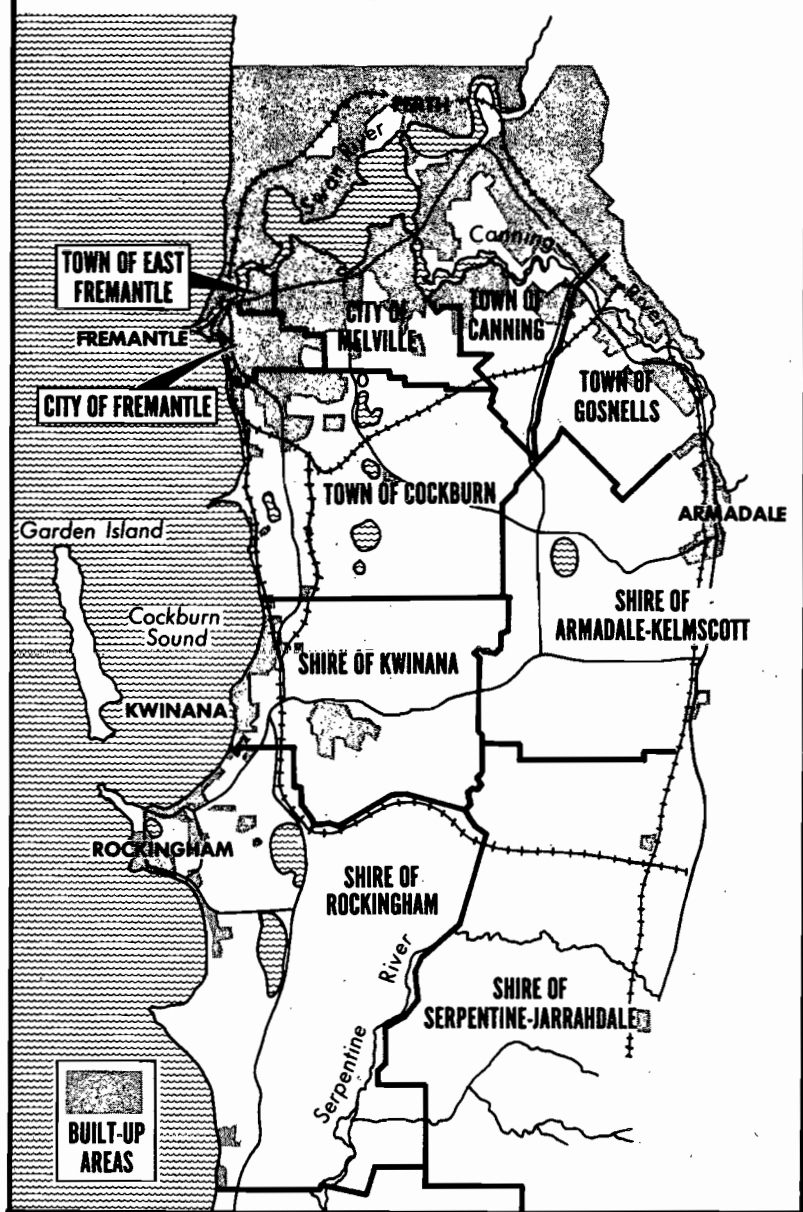 PERTH
Swan River
Canning
River
TOWN OF EAST
FREMANTLE
CITY OF
MELVILLE
TOWN OF
CANNING
FREMANTLE
CITY OF FREMANTLE
TOWN OF
GOSNELLS
TOWN OF COCKBURN
ARMADALE
Garden Island
Cockburn
Sound
SHIRE OF
ARMADALE-KELMSCOTT
SHIRE OF KWINANA
KWINANA
ROCKINGHAM
SHIRE OF
ROCKINGHAM
Serpentine River
SHIRE OF
SERPENTINE-JARRAHDALE
BUILT-UP
AREAS